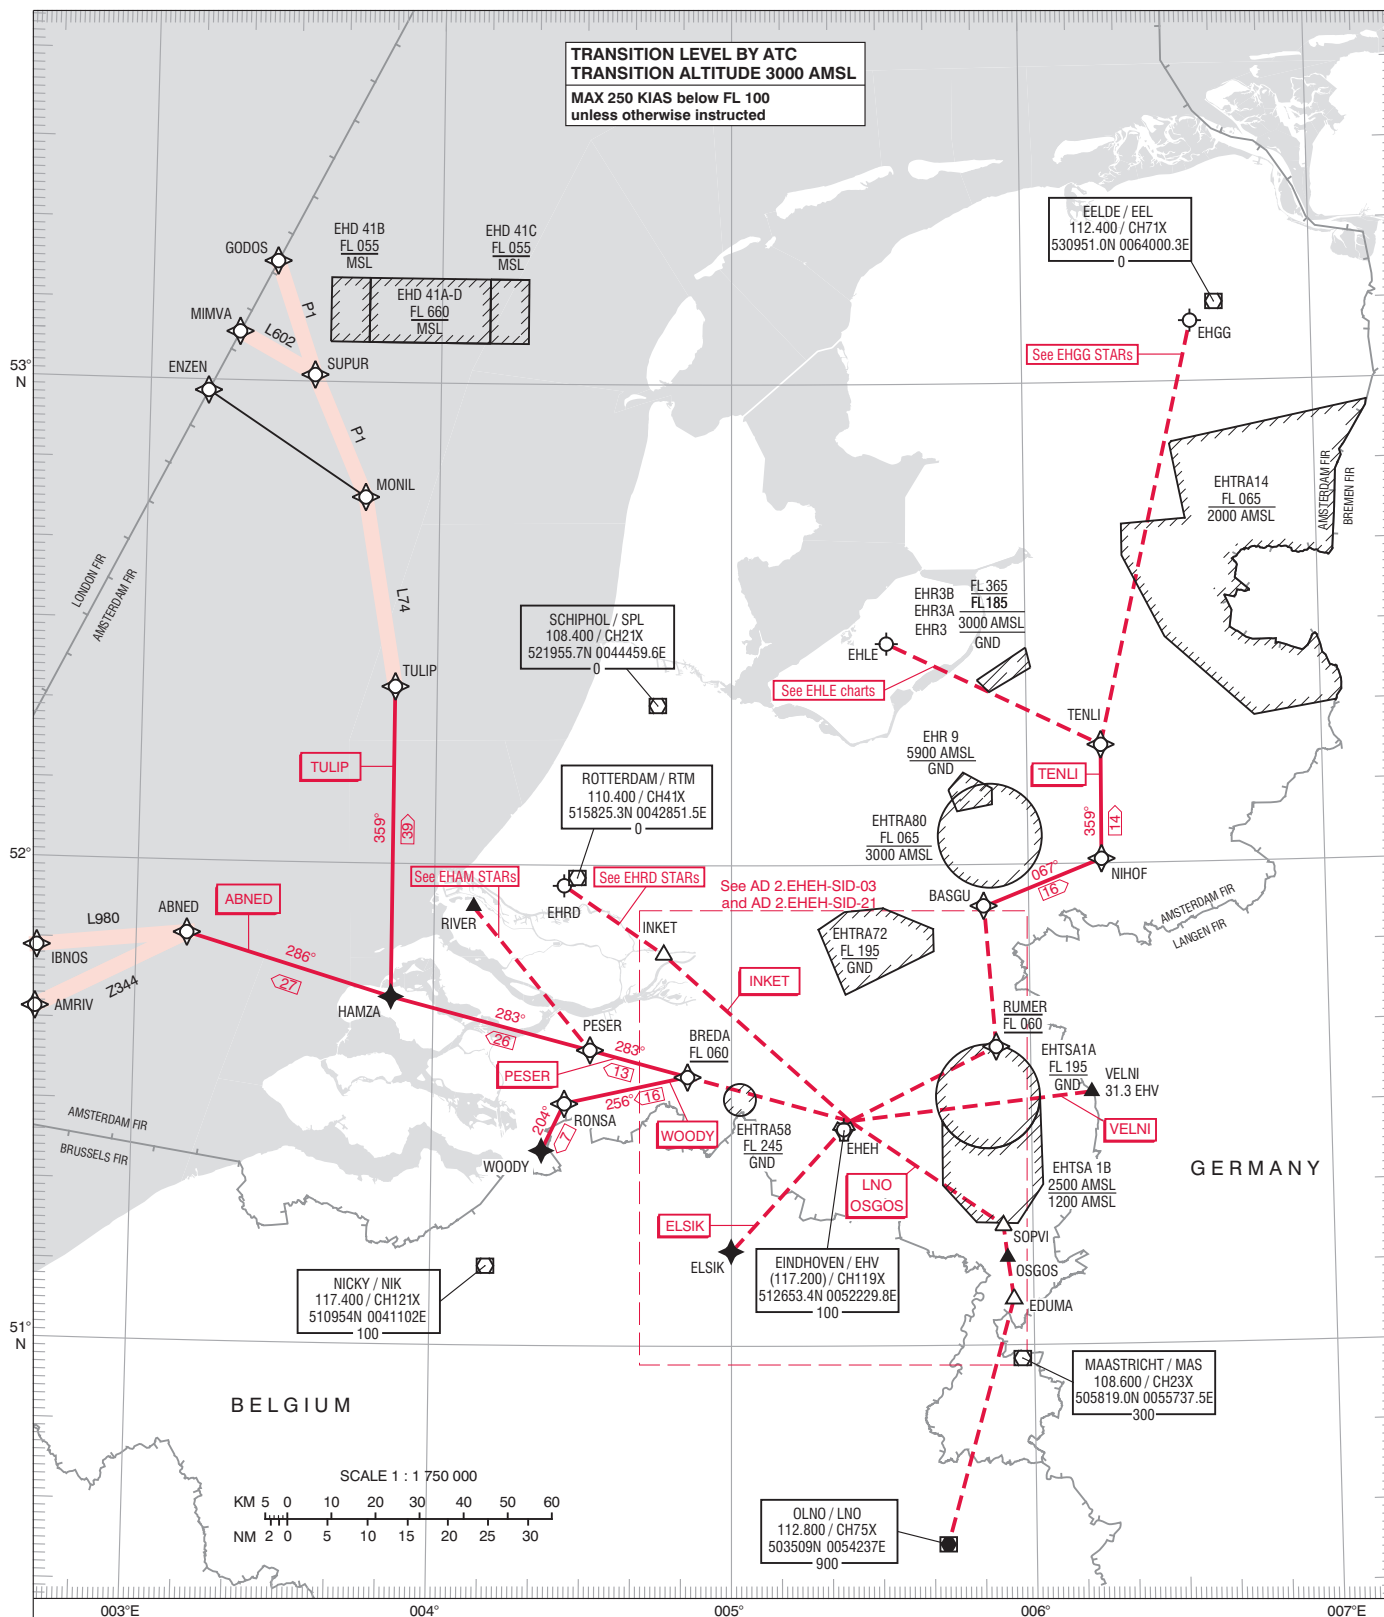 TRANSITION LEVEL BY ATC
TRANSITION ALTITUDE 3000 AMSL
MAX 250 KIAS below FL 100
unless otherwise instructed
EELDE / EEL
112.400 / CH71X
530951.0N 0064000.3E
0
EHGG
See EHGG STARs
GODOS
MIMVA
ENZEN
SUPUR
P1
L602
P1
MONIL
L74
TULIP
EHD 41B
FL 055
MSL
EHD 41A-D
FL 660
MSL
EHD 41C
FL 055
MSL
53°
N
LONDON FIR
AMSTERDAM FIR
EHTRA14
FL 065
2000 AMSL
AMSTERDAM FIR
BREMEN FIR
EHR3B
EHR3A
EHR3
FL 365
FL 185
3000 AMSL
GND
EHLE
See EHLE charts
SCHIPHOL / SPL
108.400 / CH21X
521955.7N 0044459.6E
0
TENLI
TENLI
359°
14
NIHOF
067°
16
BASGU
EHR 9
5900 AMSL
GND
EHTRA80
FL 065
3000 AMSL
TULIP
359°
39
ROTTERDAM / RTM
110.400 / CH41X
515825.3N 0042851.5E
0
52°
N
See EHAM STARs
See EHRD STARs
See AD 2.EHEH-SID-03
and AD 2.EHEH-SID-21
EHRD
RIVER
INKET
INKET
EHTRA72
FL 195
GND
AMSTERDAM FIR
LANGEN FIR
L980
ABNED
ABNED
IBNOS
Z344
AMRIV
286°
27
HAMZA
283°
26
PESER
PESER
283°
13
BREDA
FL 060
256°
16
RONSA
204°
7
WOODY
WOODY
RUMER
FL 060
EHTSA1A
FL 195
GND
VELNI
31.3 EHV
VELNI
EHTRA58
FL 245
GND
EHEH
LNO
OSGOS
EHTSA 1B
2500 AMSL
1200 AMSL
GERMANY
AMSTERDAM FIR
BRUSSELS FIR
ELSIK
ELSIK
SOPVI
OSGOS
EDUMA
EINDHOVEN / EHV
(117.200) / CH119X
512653.4N 0052229.8E
100
NICKY / NIK
117.400 / CH121X
510954N 0041102E
100
51°
N
MAASTRICHT / MAS
108.600 / CH23X
505819.0N 0055737.5E
300
BELGIUM
SCALE 1 : 1 750 000
KM 5 0 10 20 30 40 50 60
NM 2 0 5 10 15 20 25 30
OLNO / LNO
112.800 / CH75X
503509N 0054237E
900
003°E 004° 005° 006° 007°E